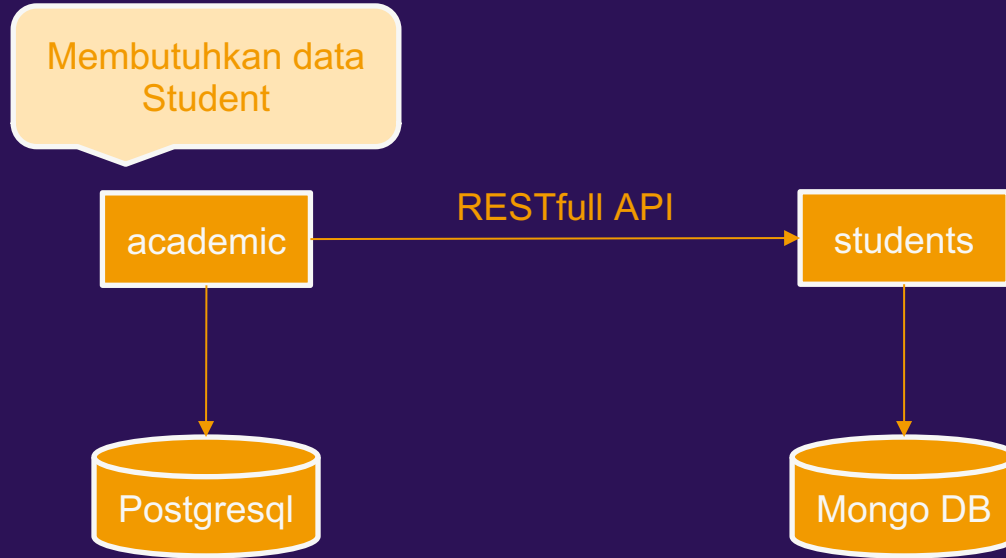 Membutuhkan data
Student
RESTfull API
academic
students
Postgresql
Mongo DB